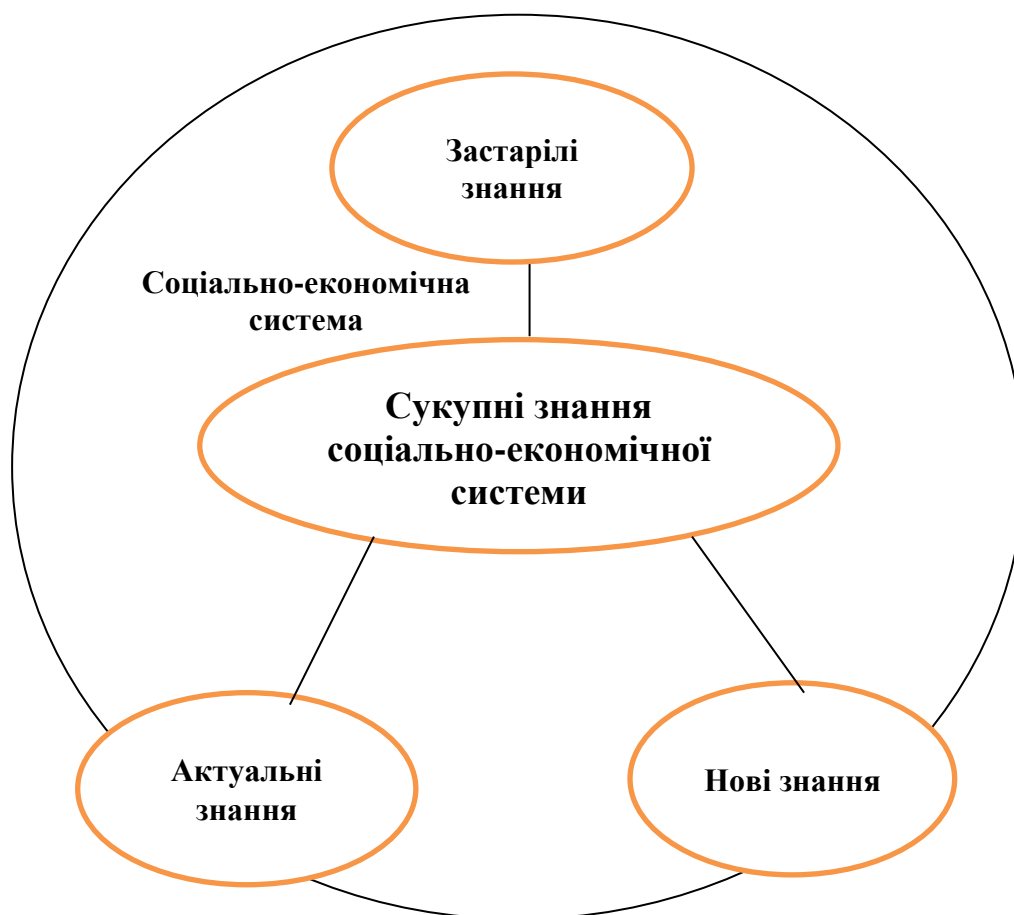 Застарілі
знання
Соціально-економічна
система
Сукупні знання
соціально-економічної
системи
Актуальні
знання
Нові знання